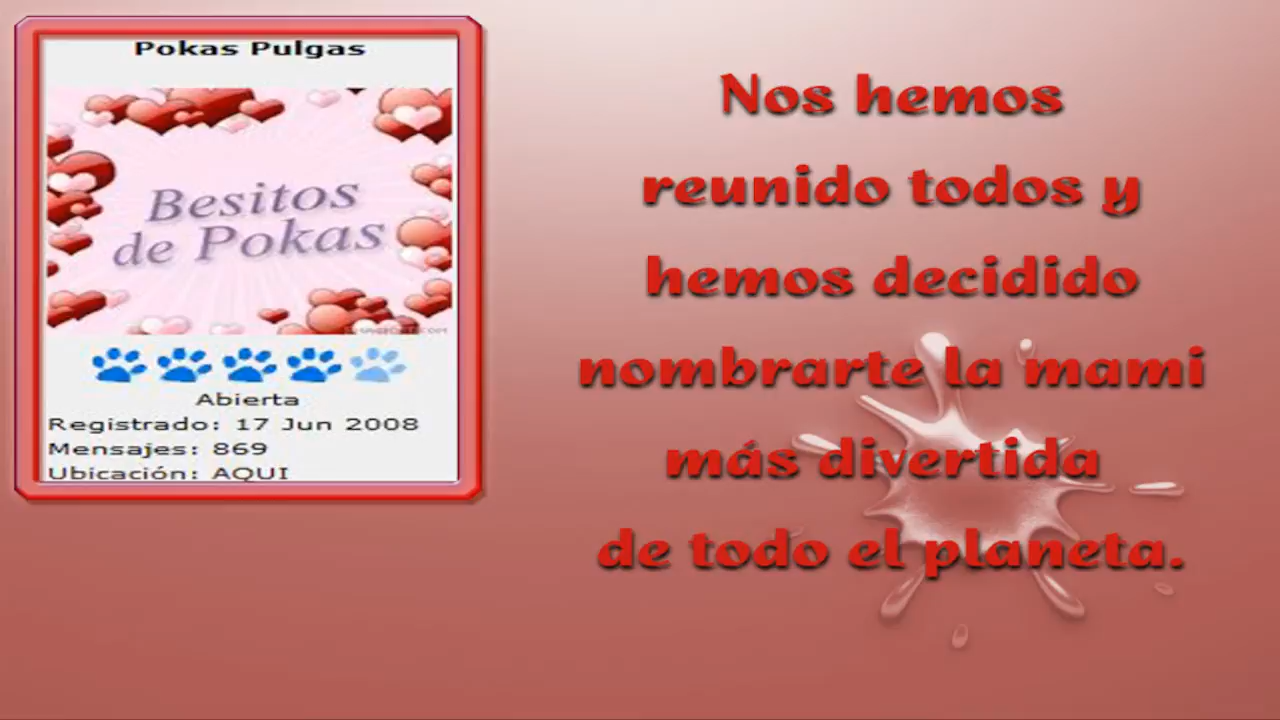 Pokas Pulgas
Besitos
de Pokas
Abierta
Registrado: 17 Jun 2008
Mensajes: 869
Ubicación: AQUI
Nos hemos
reunido todos y
hemos decidido
nombrarte la mami
más divertida
de todo el planeta.